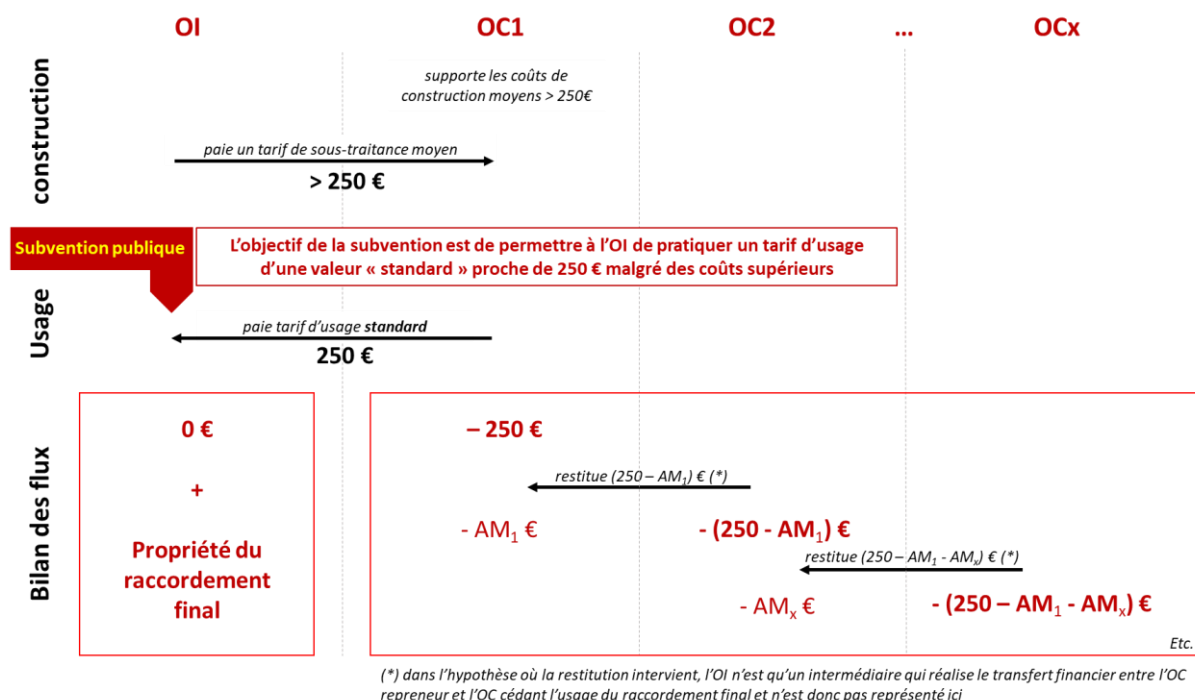 OI OC1 OC2 ... OCx
construction
supporte les coûts de
construction moyens > 250€
paie un tarif de sous-traitance moyen
> 250 €
Subvention publique
L'objectif de la subvention est de permettre à l'OI de pratiquer un tarif d'usage
d'une valeur « standard » proche de 250 € malgré des coûts supérieurs
Usage
paie tarif d'usage standard
250 €
Bilan des flux
0 €
+
Propriété du
raccordement
final
– 250 €
restitue (250 – AM₁) € (*)
- AM₁ €
- (250 - AM₁) €
restitue (250 – AM₁ - AMₓ) € (*)
- AMₓ €
- (250 – AM₁ - AMₓ) €
Etc.
(*) dans l'hypothèse où la restitution intervient, l'OI n'est qu'un intermédiaire qui réalise le transfert financier entre l'OC
repreneur et l'OC cédant l'usage du raccordement final et n'est donc pas représenté ici